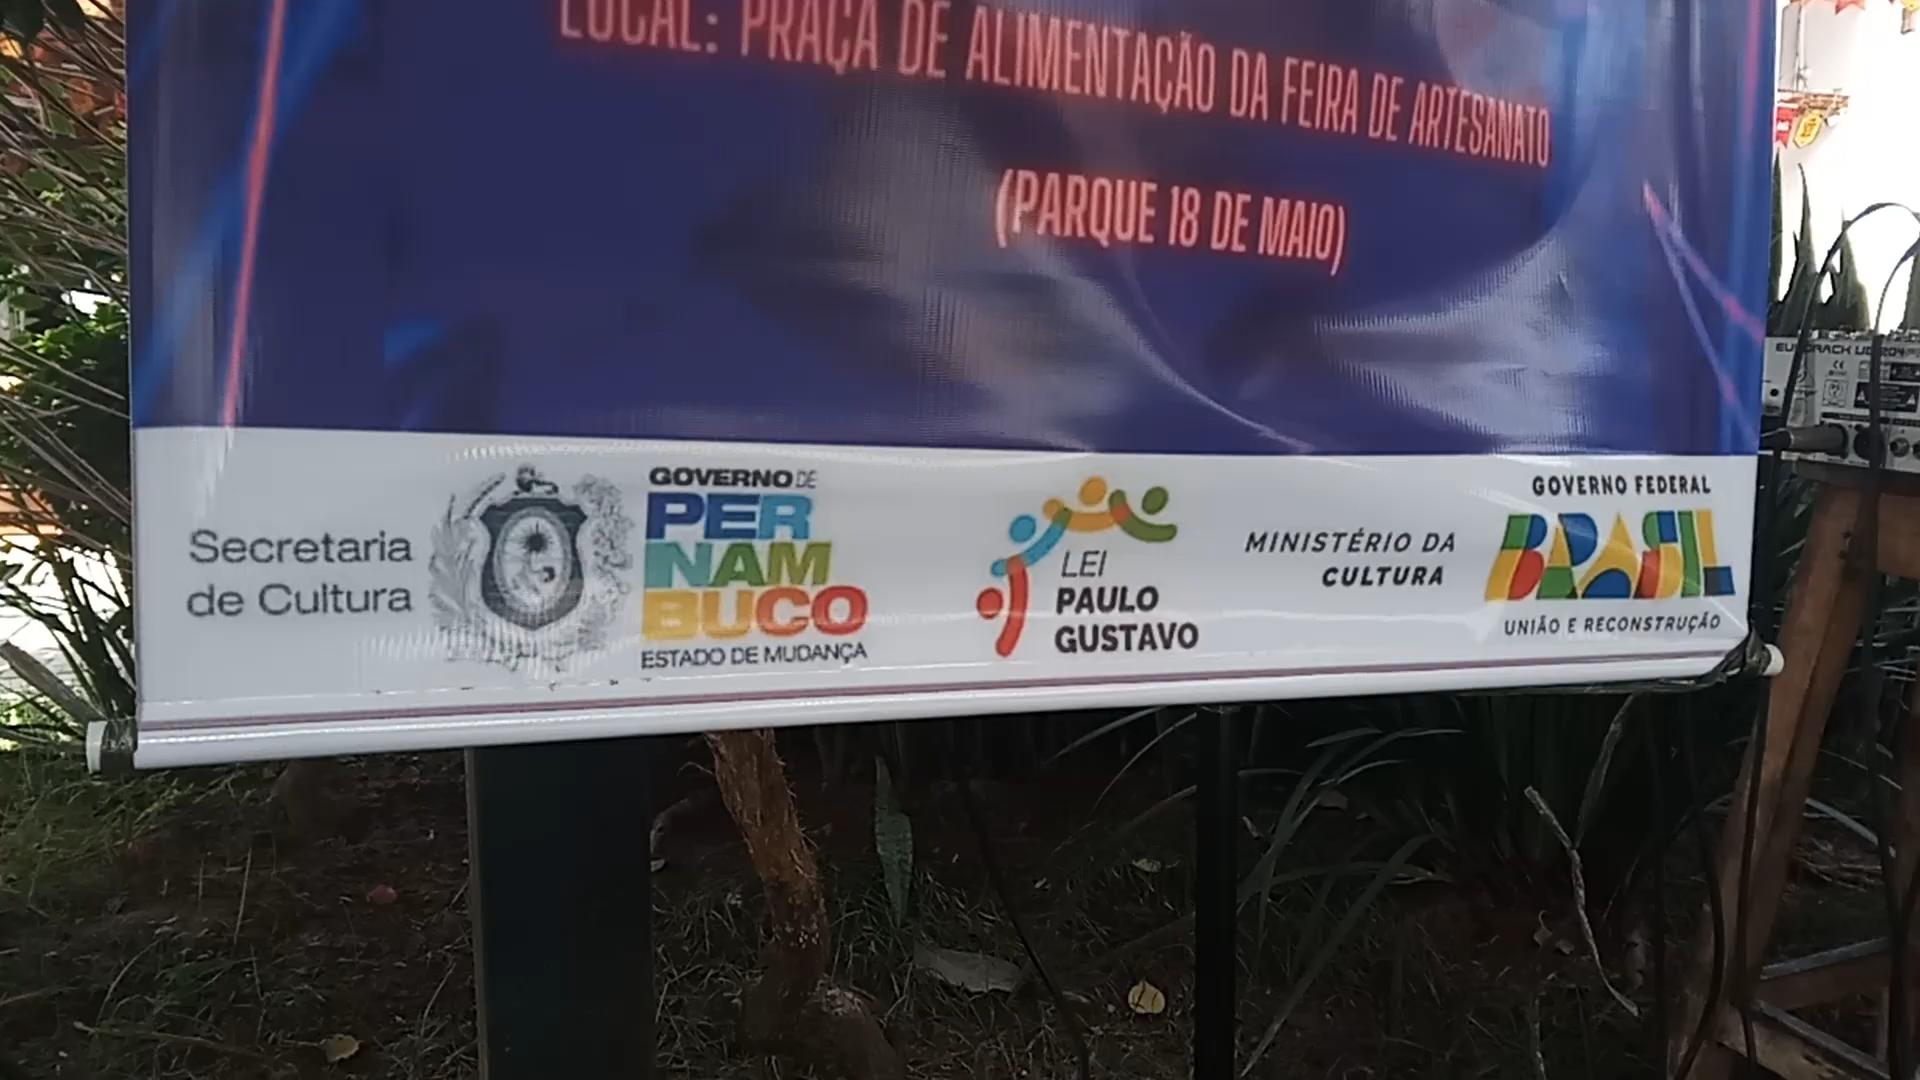 LOCAL: PRAÇA DE ALIMENTAÇÃO DA FEIRA DE ARTESANATO
(PARQUE 18 DE MAIO)
Secretaria
de Cultura
GOVERNO DE
PER
NAM
BUCO
ESTADO DE MUDANÇA
LEI
PAULO
GUSTAVO
MINISTÉRIO DA
CULTURA
GOVERNO FEDERAL
BRASIL
UNIÃO E RECONSTRUÇÃO